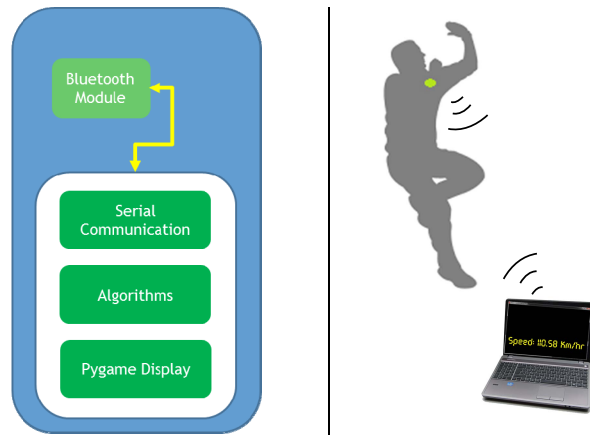 Bluetooth
Module
Serial
Communication
Algorithms
Pygame Display
Speed: 110.58 Km/hr